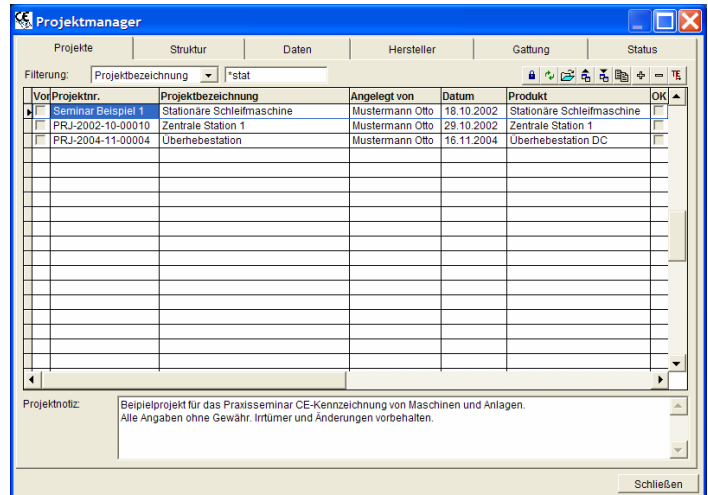 CE Projektmanager
Projekte Struktur Daten Hersteller Gattung Status
Filterung: Projektbezeichnung *stat
Vor Projektnr. Projektbezeichnung Angelegt von Datum Produkt OK
Seminar Beispiel 1 Stationäre Schleifmaschine Mustermann Otto 18.10.2002 Stationäre Schleifmaschine
PRJ-2002-10-00010 Zentrale Station 1 Mustermann Otto 29.10.2002 Zentrale Station 1
PRJ-2004-11-00004 Überhebestation Mustermann Otto 16.11.2004 Überhebestation DC
Projektnotiz: Beipielprojekt für das Praxisseminar CE-Kennzeichnung von Maschinen und Anlagen.
Alle Angaben ohne Gewähr. Irrtümer und Änderungen vorbehalten.
Schließen